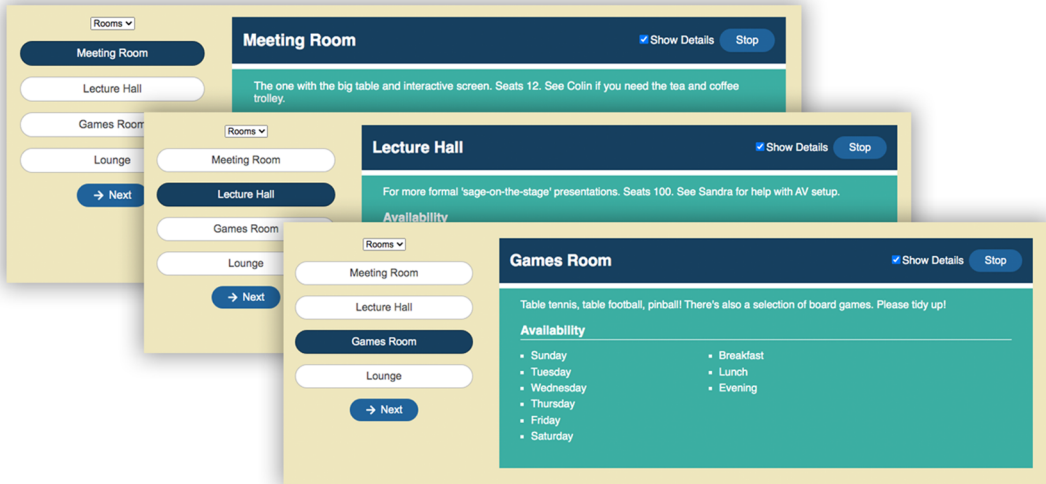 Rooms
Meeting Room
Lecture Hall
Games Room
Lounge
Next
Meeting Room
Show Details
Stop
The one with the big table and interactive screen. Seats 12. See Colin if you need the tea and coffee
trolley.
Rooms
Meeting Room
Lecture Hall
Games Room
Lounge
Next
Lecture Hall
Show Details
Stop
For more formal 'sage-on-the-stage' presentations. Seats 100. See Sandra for help with AV setup.
Availability
Rooms
Meeting Room
Lecture Hall
Games Room
Lounge
Next
Games Room
Show Details
Stop
Table tennis, table football, pinball! There's also a selection of board games. Please tidy up!
Availability
Sunday
Tuesday
Wednesday
Thursday
Friday
Saturday
Breakfast
Lunch
Evening